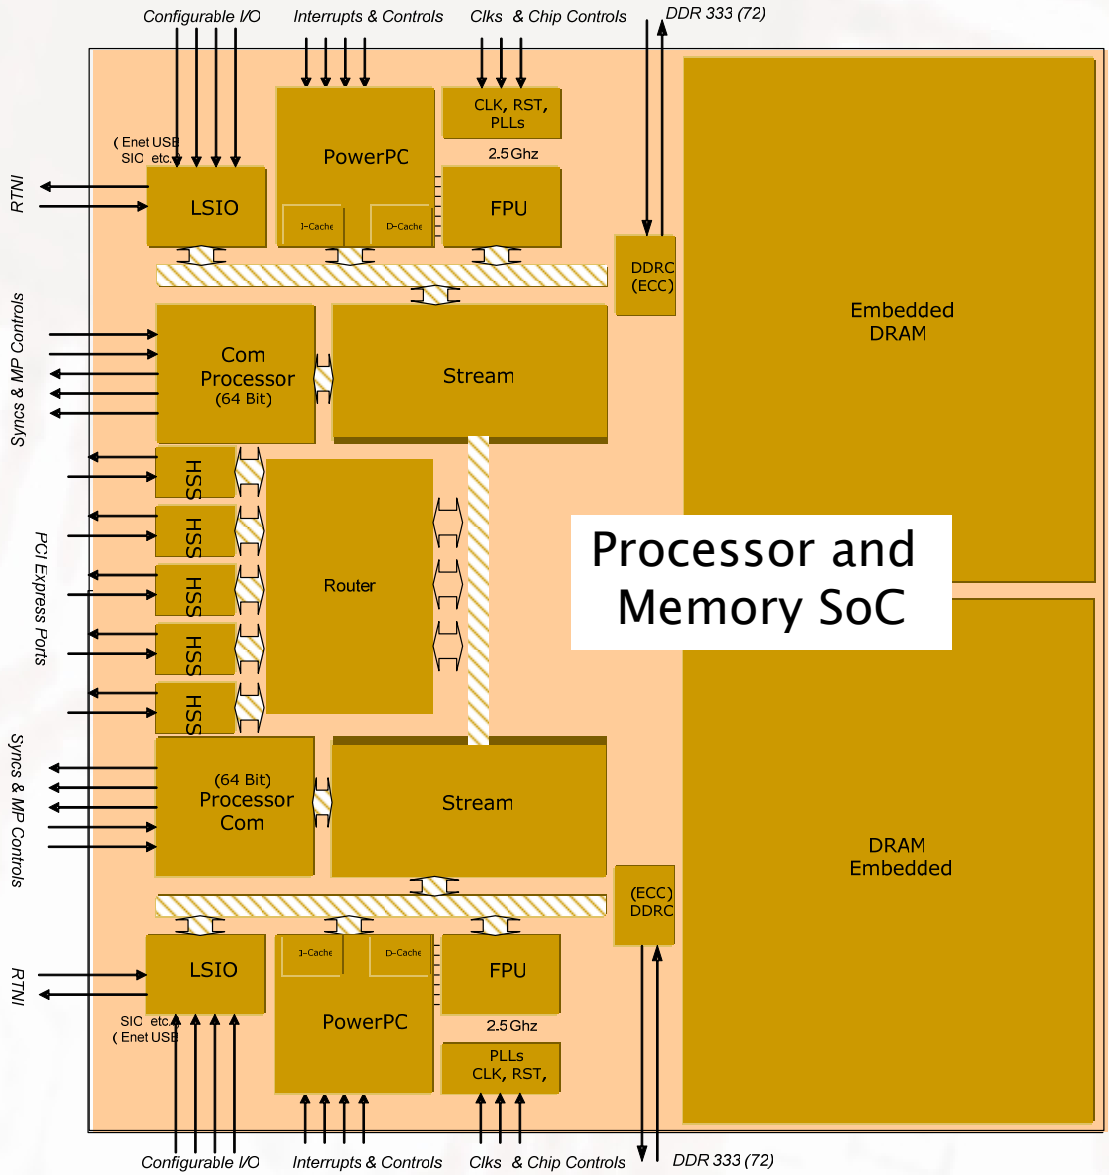 Configurable I/O
Interrupts & Controls
Clks & Chip Controls
DDR 333 (72)
CLK, RST,
PLLs
( Enet USB
SIC etc.)
PowerPC
2.5Ghz
RTNI
LSIO
I-Cache
D-Cache
FPU
DDRC
(ECC)
Embedded
DRAM
Syncs & MP Controls
Com
Processor
(64 Bit)
Stream
HSS
HSS
HSS
HSS
HSS
PCI Express Ports
Router
Processor and
Memory SoC
Syncs & MP Controls
(64 Bit)
Processor
Com
Stream
DRAM
Embedded
(ECC)
DDRC
RTNI
LSIO
I-Cache
D-Cache
FPU
SIC etc.)
( Enet USB
PowerPC
2.5Ghz
PLLs
CLK, RST,
Configurable I/O
Interrupts & Controls
Clks & Chip Controls
DDR 333 (72)